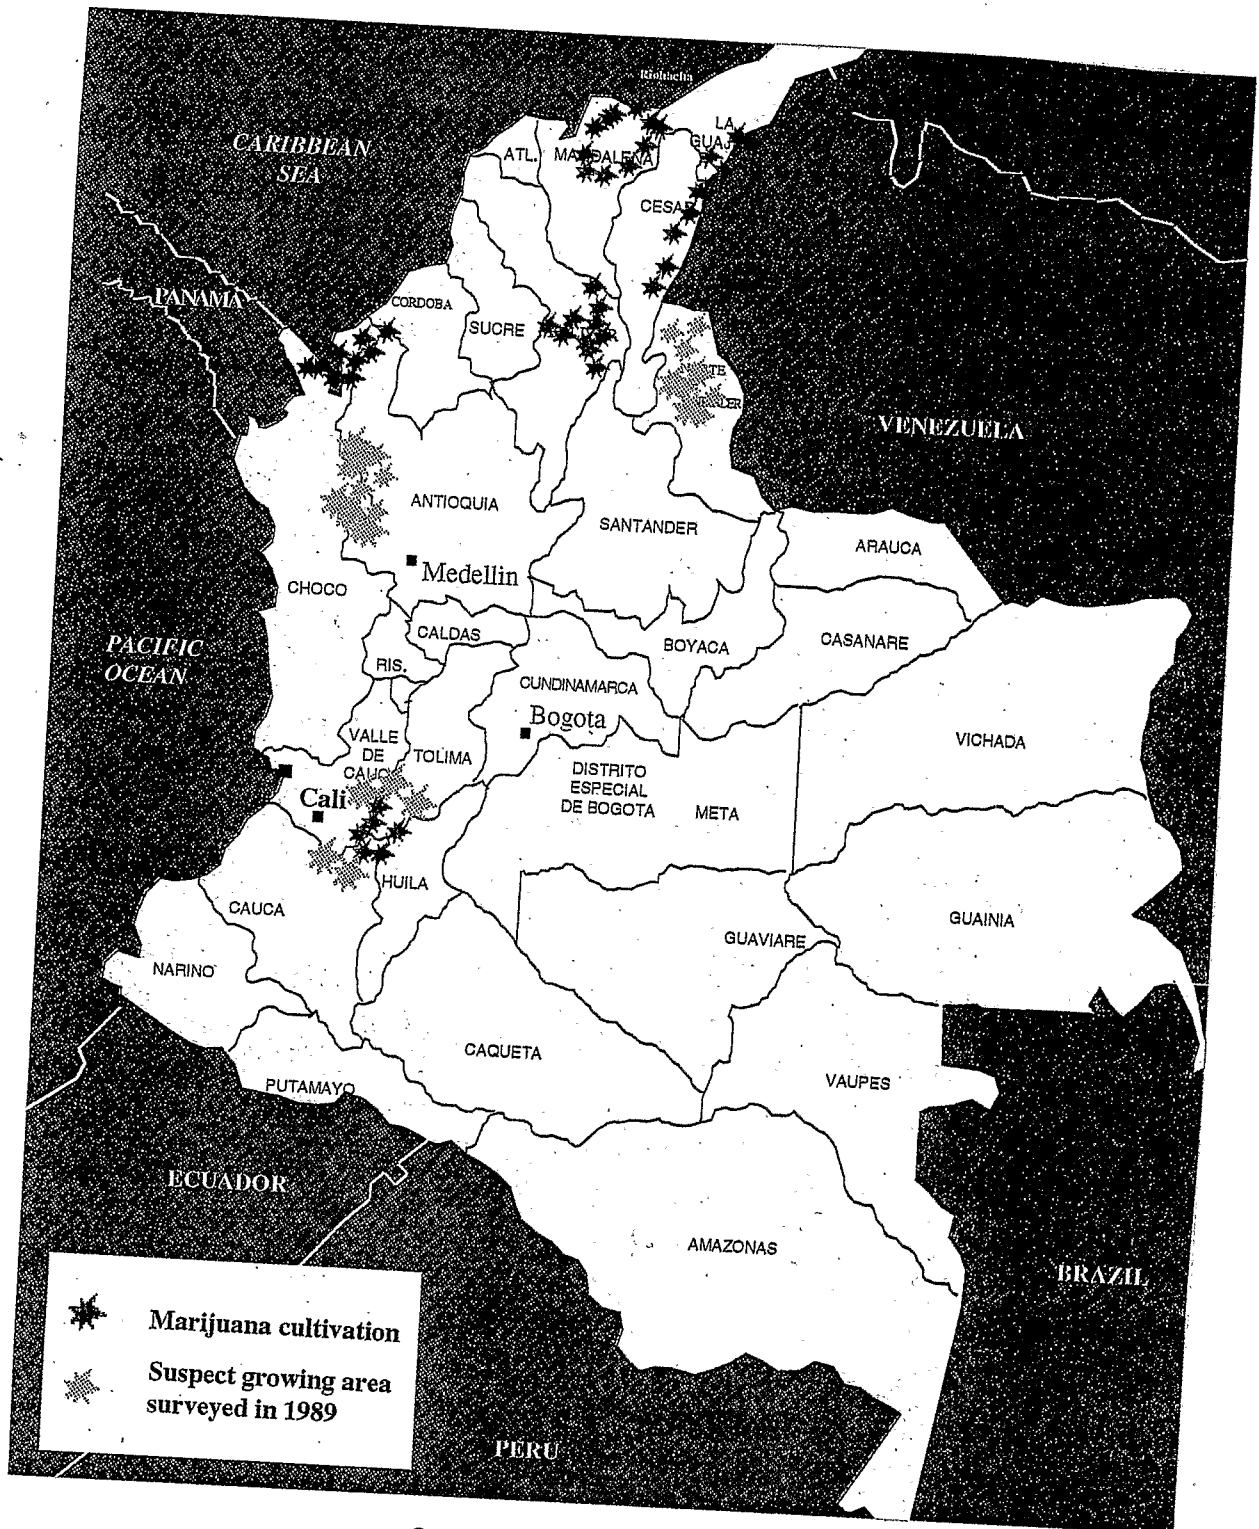 Riohacha
CARIBBEAN
SEA
LA
GUAJ
ATL.
MAGDALENA
CESAR
PANAMA
CORDOBA
SUCRE
VENEZUELA
ANTIOQUIA
SANTANDER
ARAUCA
Medellin
CHOCO
CALDAS
BOYACA
CASANARE
PACIFIC
OCEAN
RIS.
CUNDINAMARCA
Bogota
VALLE
DE
CAUCA
TOLIMA
VICHADA
DISTRITO
ESPECIAL
DE BOGOTA
META
Cali
HUILA
CAUCA
GUAINIA
GUAVIARE
NARINO
CAQUETA
VAUPES
PUTAMAYO
ECUADOR
AMAZONAS
BRAZIL
Marijuana cultivation
Suspect growing area
surveyed in 1989
PERU